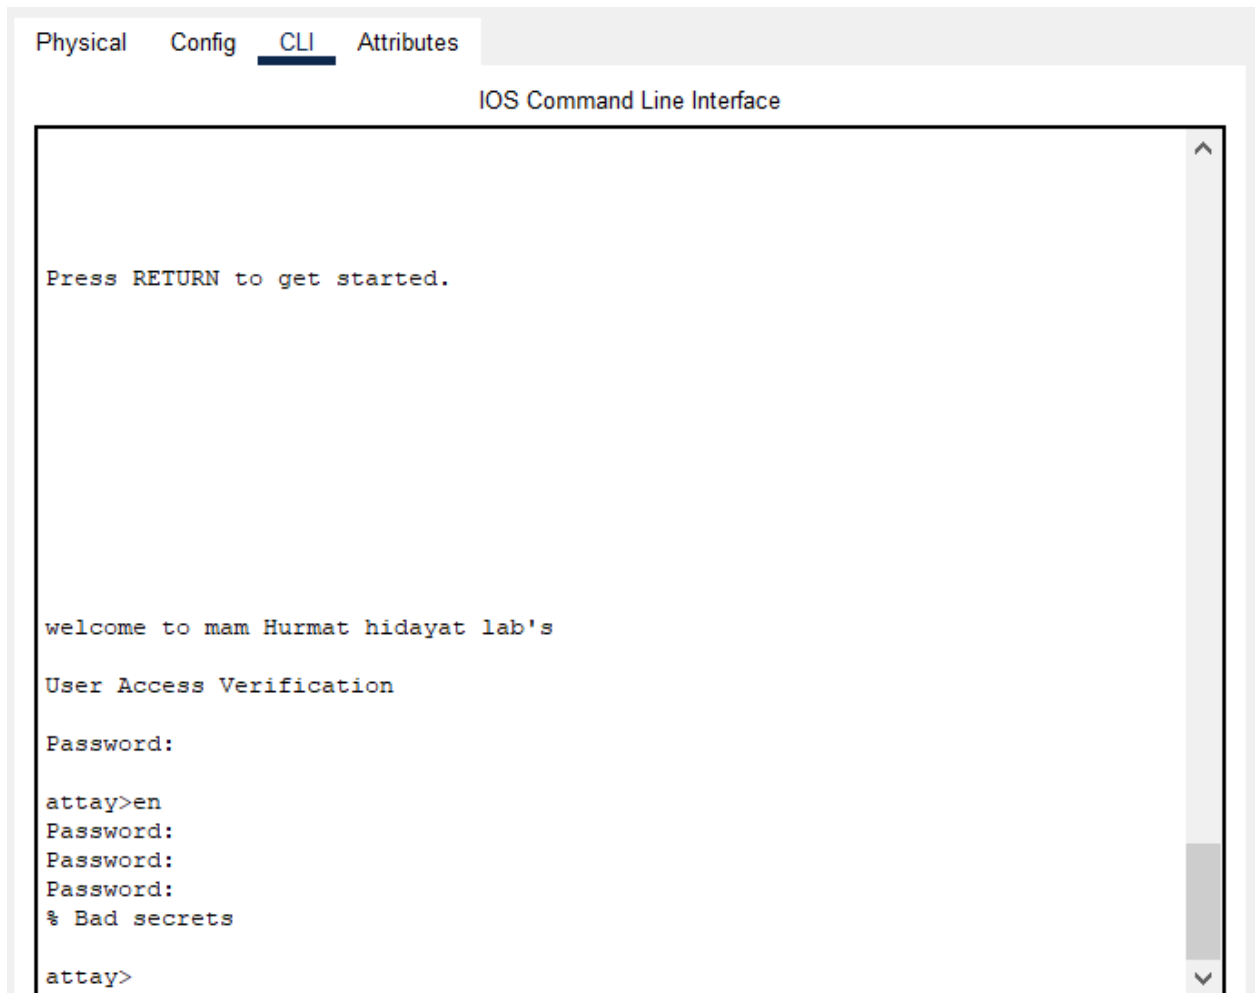 Physical Config CLI Attributes
IOS Command Line Interface
Press RETURN to get started.
welcome to mam Hurmat hidayat lab's
User Access Verification
Password:
attay>en
Password:
Password:
Password:
% Bad secrets
attay>